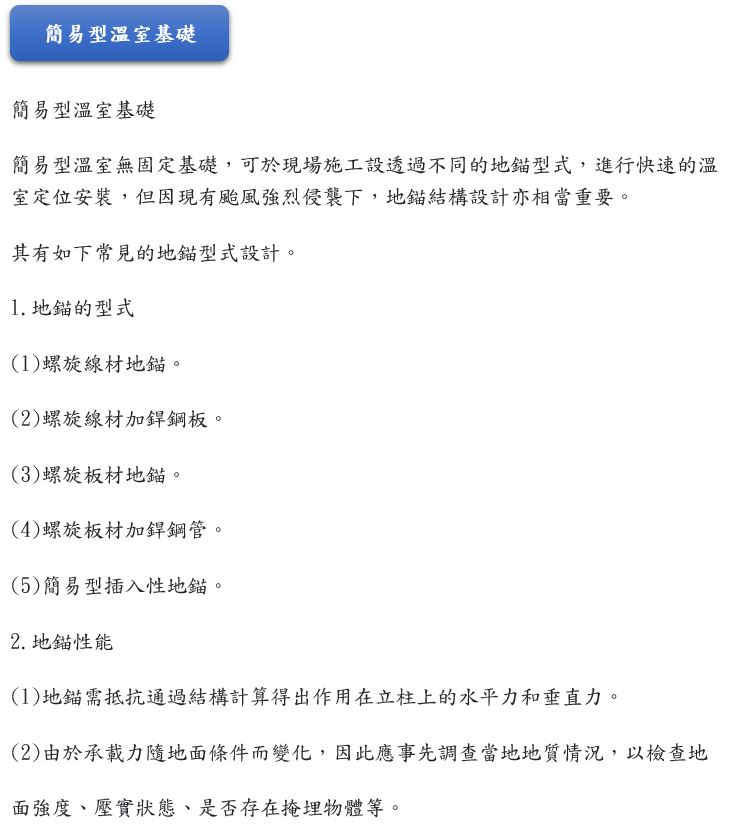 簡易型溫室基礎
簡易型溫室基礎
簡易型溫室無固定基礎，可於現場施工設透過不同的地錨型式，進行快速的溫
室定位安裝，但因現有颱風強烈侵襲下，地錨結構設計亦相當重要。
其有如下常見的地錨型式設計。
1.地錨的型式
(1)螺旋線材地錨。
(2)螺旋線材加銲鋼板。
(3)螺旋板材地錨。
(4)螺旋板材加銲鋼管。
(5)簡易型插入性地錨。
2.地錨性能
(1)地錨需抵抗通過結構計算得出作用在立柱上的水平力和垂直力。
(2)由於承載力隨地面條件而變化，因此應事先調查當地地質情況，以檢查地
面強度、壓實狀態、是否存在掩埋物體等。